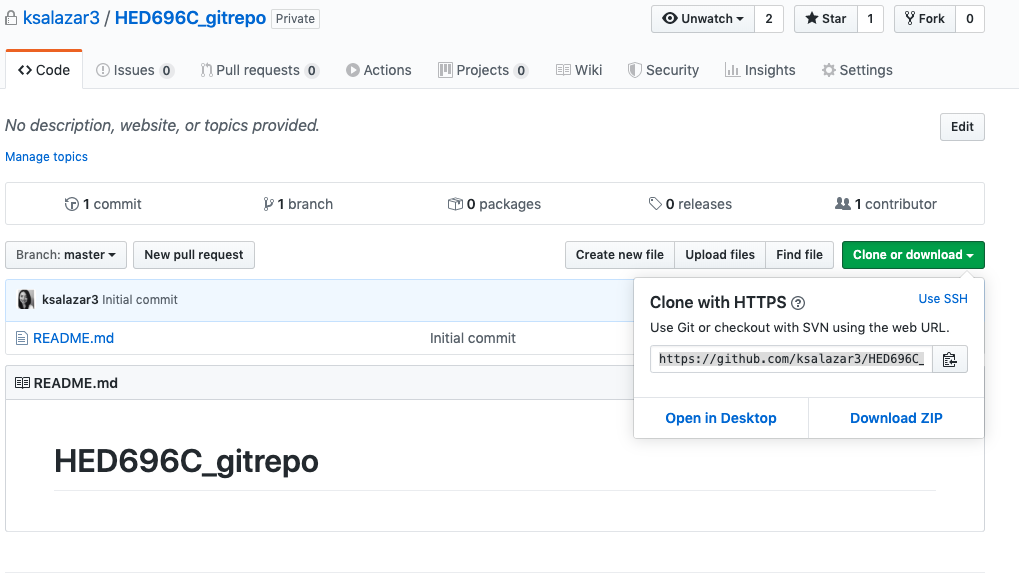 ksalazar3 / HED696C_gitrepo Private Unwatch 2 Star 1 Fork 0
Code Issues 0 Pull requests 0 Actions Projects 0 Wiki Security Insights Settings
No description, website, or topics provided. Edit
Manage topics
1 commit 1 branch 0 packages 0 releases 1 contributor
Branch: master New pull request Create new file Upload files Find file Clone or download
ksalazar3 Initial commit
README.md Initial commit
Clone with HTTPS ? Use SSH
Use Git or checkout with SVN using the web URL.
https://github.com/ksalazar3/HED696C_
Open in Desktop Download ZIP
README.md
HED696C_gitrepo